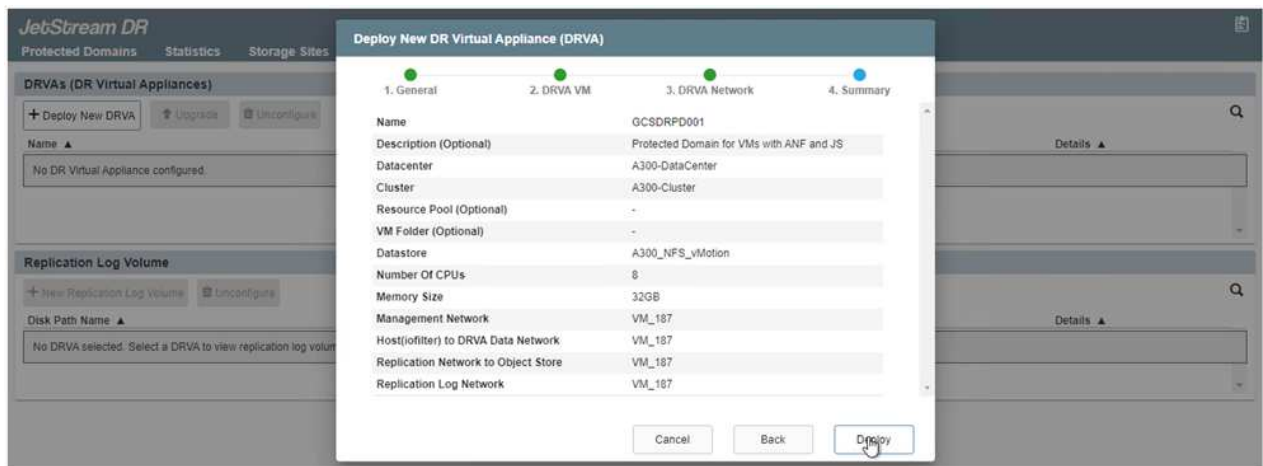 JetStream DR
Protected Domains Statistics Storage Sites
Deploy New DR Virtual Appliance (DRVA)
1. General 2. DRVA VM 3. DRVA Network 4. Summary
DRVAs (DR Virtual Appliances)
+ Deploy New DRVA Upgrade Unconfigure
Name ▲ Details ▲
No DR Virtual Appliance configured.
Replication Log Volume
+ New Replication Log Volume Unconfigure
Disk Path Name ▲ Details ▲
No DRVA selected. Select a DRVA to view replication log
Name GCSDRPD001
Description (Optional) Protected Domain for VMs with ANF and JS
Datacenter A300-DataCenter
Cluster A300-Cluster
Resource Pool (Optional) -
VM Folder (Optional) -
Datastore A300_NFS_vMotion
Number Of CPUs 8
Memory Size 32GB
Management Network VM_187
Host(iofilter) to DRVA Data Network VM_187
Replication Network to Object Store VM_187
Replication Log Network VM_187
Cancel Back Deploy